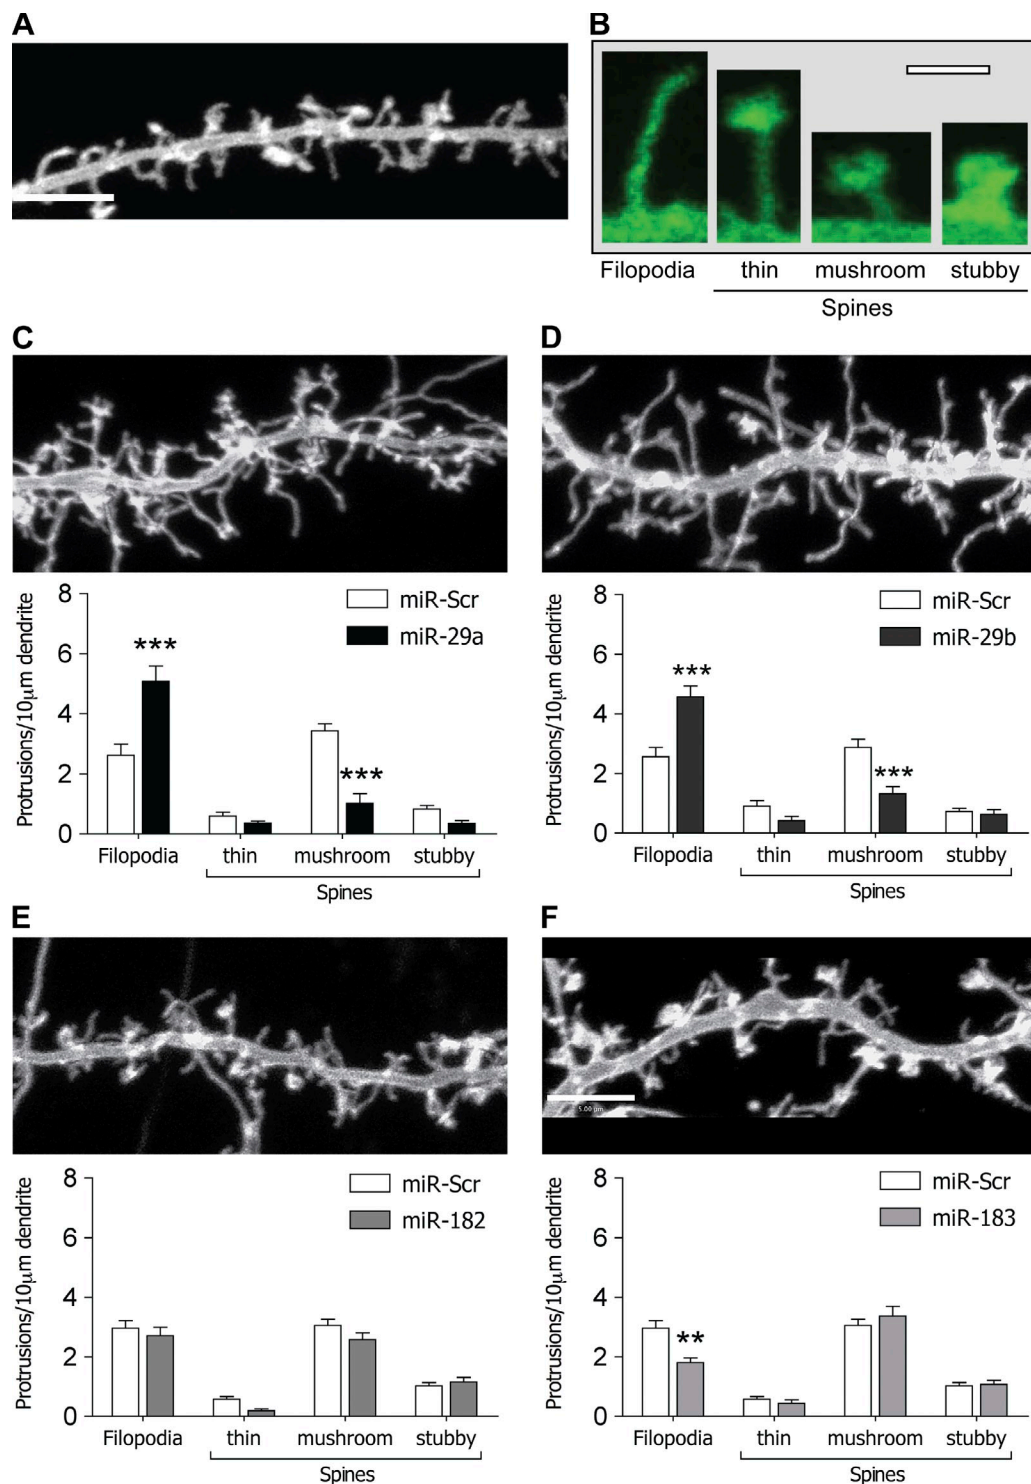 A
B
Filopodia thin mushroom stubby
Spines
C
D
miR-Scr
miR-29a
***
***
Protrusions/10μm dendrite
8
6
4
2
0
Filopodia thin mushroom stubby
Spines
miR-Scr
miR-29b
***
***
Protrusions/10μm dendrite
8
6
4
2
0
Filopodia thin mushroom stubby
Spines
E
F
5.00 μm
miR-Scr
miR-182
Protrusions/10μm dendrite
8
6
4
2
0
Filopodia thin mushroom stubby
Spines
miR-Scr
miR-183
**
Protrusions/10μm dendrite
8
6
4
2
0
Filopodia thin mushroom stubby
Spines